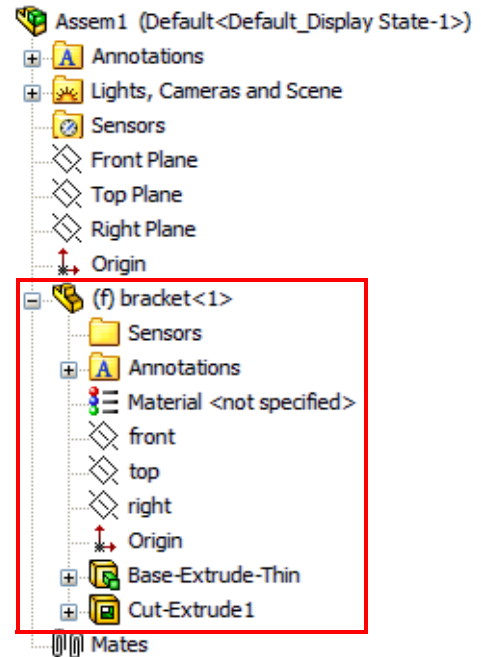 Assem1 (Default<Default_Display State-1>)
A Annotations
Lights, Cameras and Scene
Sensors
Front Plane
Top Plane
Right Plane
Origin
(f) bracket<1>
Sensors
A Annotations
Material <not specified>
front
top
right
Origin
Base-Extrude-Thin
Cut-Extrude1
Mates